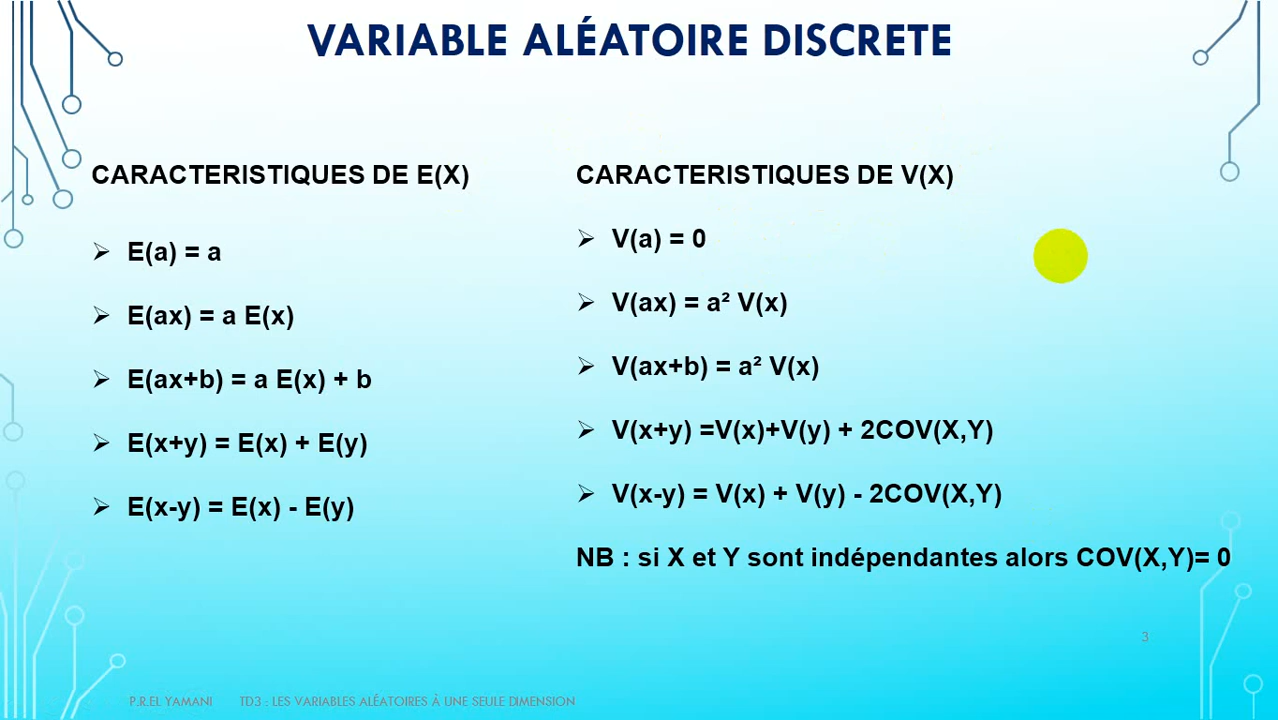 VARIABLE ALÉATOIRE DISCRETE
CARACTERISTIQUES DE E(X)
E(a) = a
E(ax) = a E(x)
E(ax+b) = a E(x) + b
E(x+y) = E(x) + E(y)
E(x-y) = E(x) - E(y)
CARACTERISTIQUES DE V(X)
V(a) = 0
V(ax) = a² V(x)
V(ax+b) = a² V(x)
V(x+y) =V(x)+V(y) + 2COV(X,Y)
V(x-y) = V(x) + V(y) - 2COV(X,Y)
NB : si X et Y sont indépendantes alors COV(X,Y)= 0
3
P.R.EL YAMANI TD3 : LES VARIABLES ALÉATOIRES À UNE SEULE DIMENSION